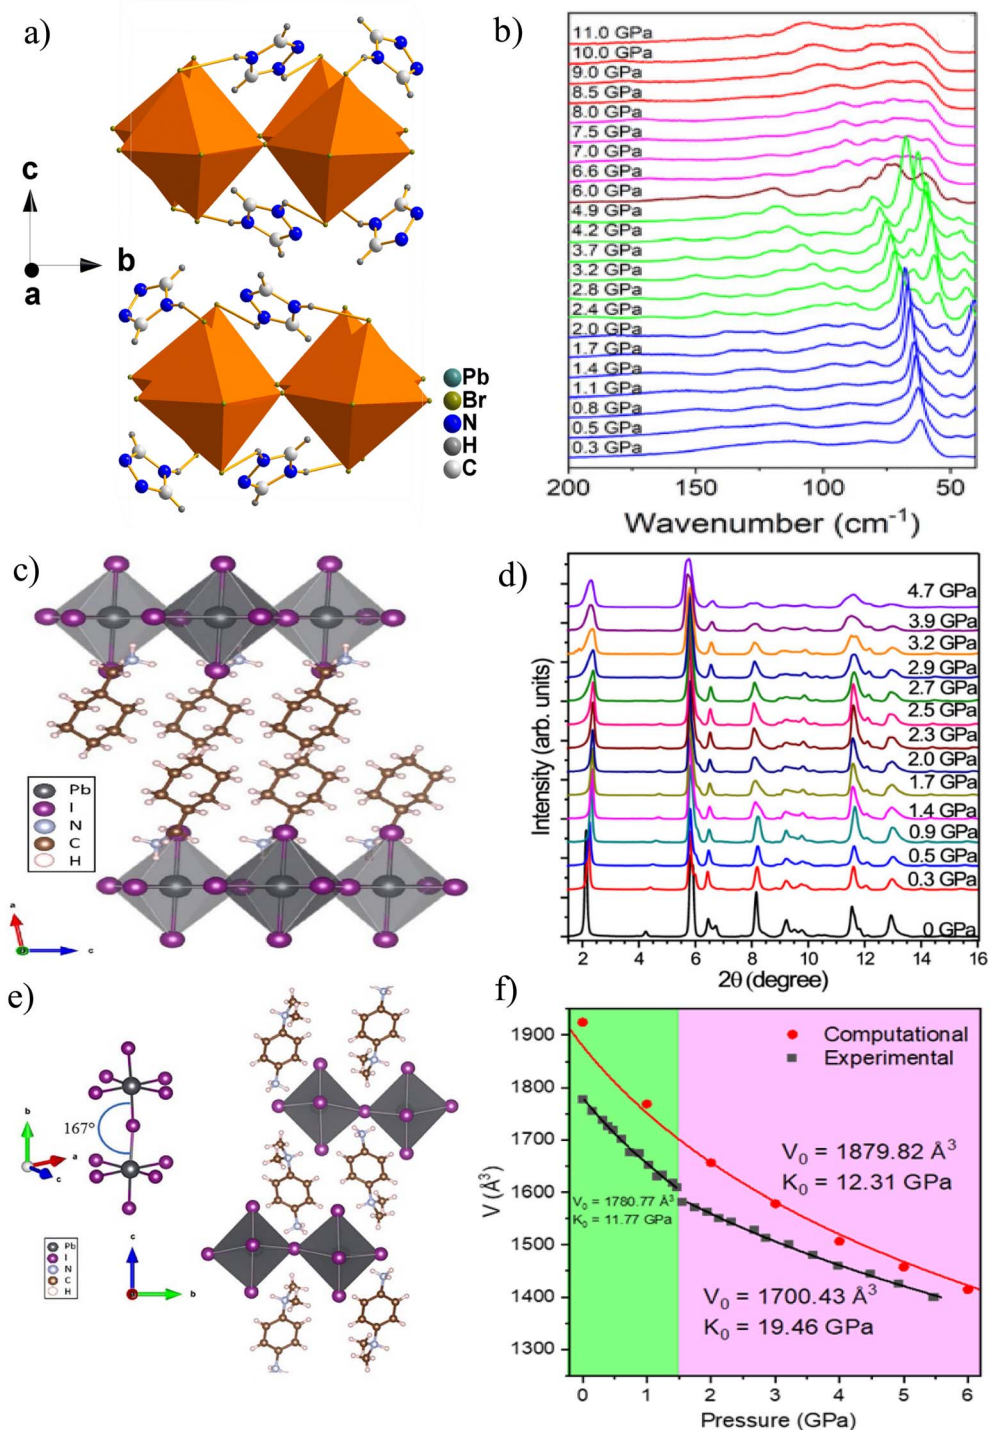 a)
c
b
a
Pb
Br
N
H
C
b)
11.0 GPa
10.0 GPa
9.0 GPa
8.5 GPa
8.0 GPa
7.5 GPa
7.0 GPa
6.6 GPa
6.0 GPa
4.9 GPa
4.2 GPa
3.7 GPa
3.2 GPa
2.8 GPa
2.4 GPa
2.0 GPa
1.7 GPa
1.4 GPa
1.1 GPa
0.8 GPa
0.5 GPa
0.3 GPa
200 150 100 50
Wavenumber (cm⁻¹)
c)
Pb
I
N
C
H
a
c
d)
4.7 GPa
3.9 GPa
3.2 GPa
2.9 GPa
2.7 GPa
2.5 GPa
2.3 GPa
2.0 GPa
1.7 GPa
1.4 GPa
0.9 GPa
0.5 GPa
0.3 GPa
0 GPa
Intensity (arb. units)
2 4 6 8 10 12 14 16
2θ (degree)
e)
167°
b
a
c
Pb
I
N
C
H
c
b
f)
1900
1800
1700
1600
1500
1400
1300
V (Å³)
Computational
Experimental
V₀ = 1879.82 Å³
K₀ = 12.31 GPa
V₀ = 1780.77 Å³
K₀ = 11.77 GPa
V₀ = 1700.43 Å³
K₀ = 19.46 GPa
0 1 2 3 4 5 6
Pressure (GPa)